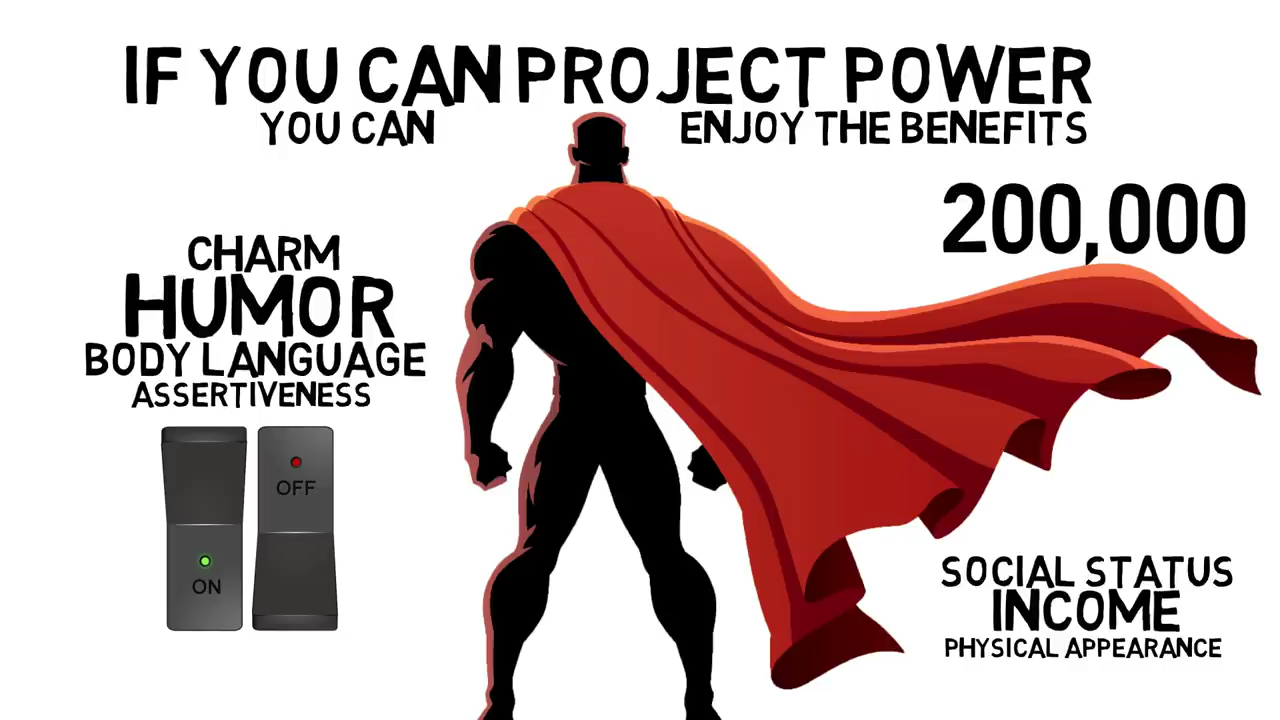 IF YOU CAN PROJECT POWER
YOU CAN ENJOY THE BENEFITS
200,000
CHARM
HUMOR
BODY LANGUAGE
ASSERTIVENESS
OFF
ON
SOCIAL STATUS
INCOME
PHYSICAL APPEARANCE